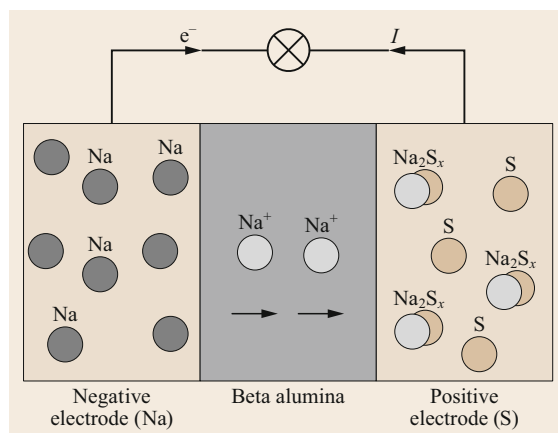 e⁻
I
Na
Na
Na₂Sₓ
S
Na⁺
Na⁺
S
Na
Na₂Sₓ
Na
Na₂Sₓ
S
Negative
electrode (Na)
Beta alumina
Positive
electrode (S)